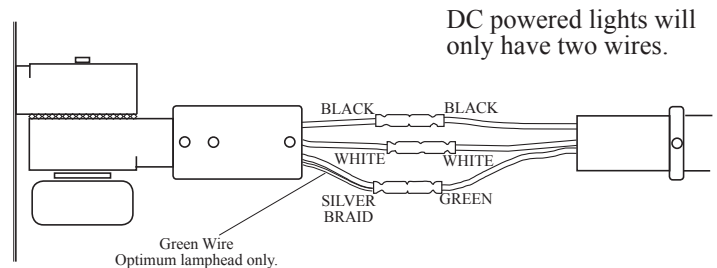 DC powered lights will
only have two wires.
BLACK BLACK
WHITE WHITE
SILVER
BRAID
GREEN
Green Wire
Optimum lamphead only.